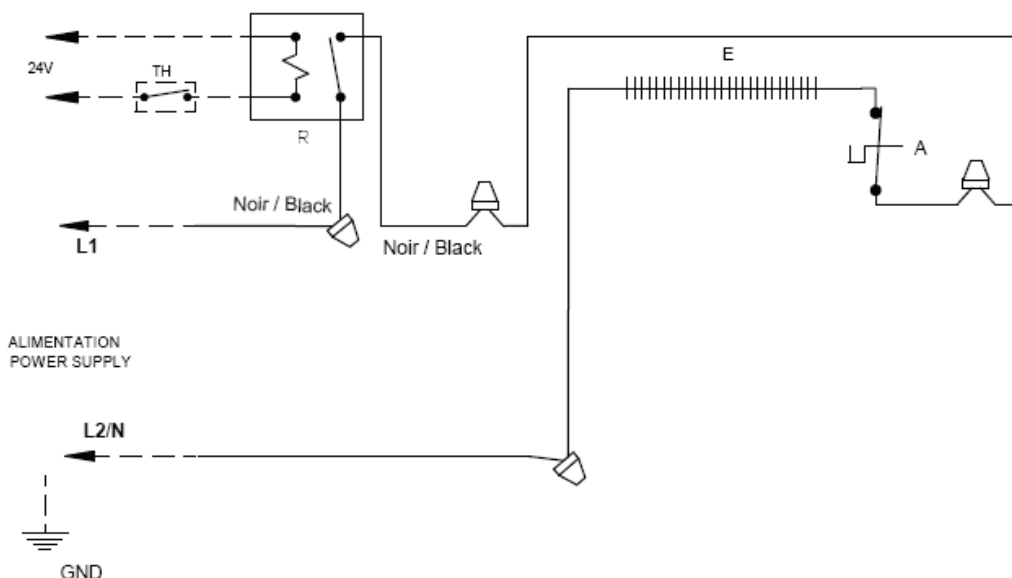 24V
TH
R
E
A
Noir / Black
L1
Noir / Black
ALIMENTATION
POWER SUPPLY
L2/N
GND